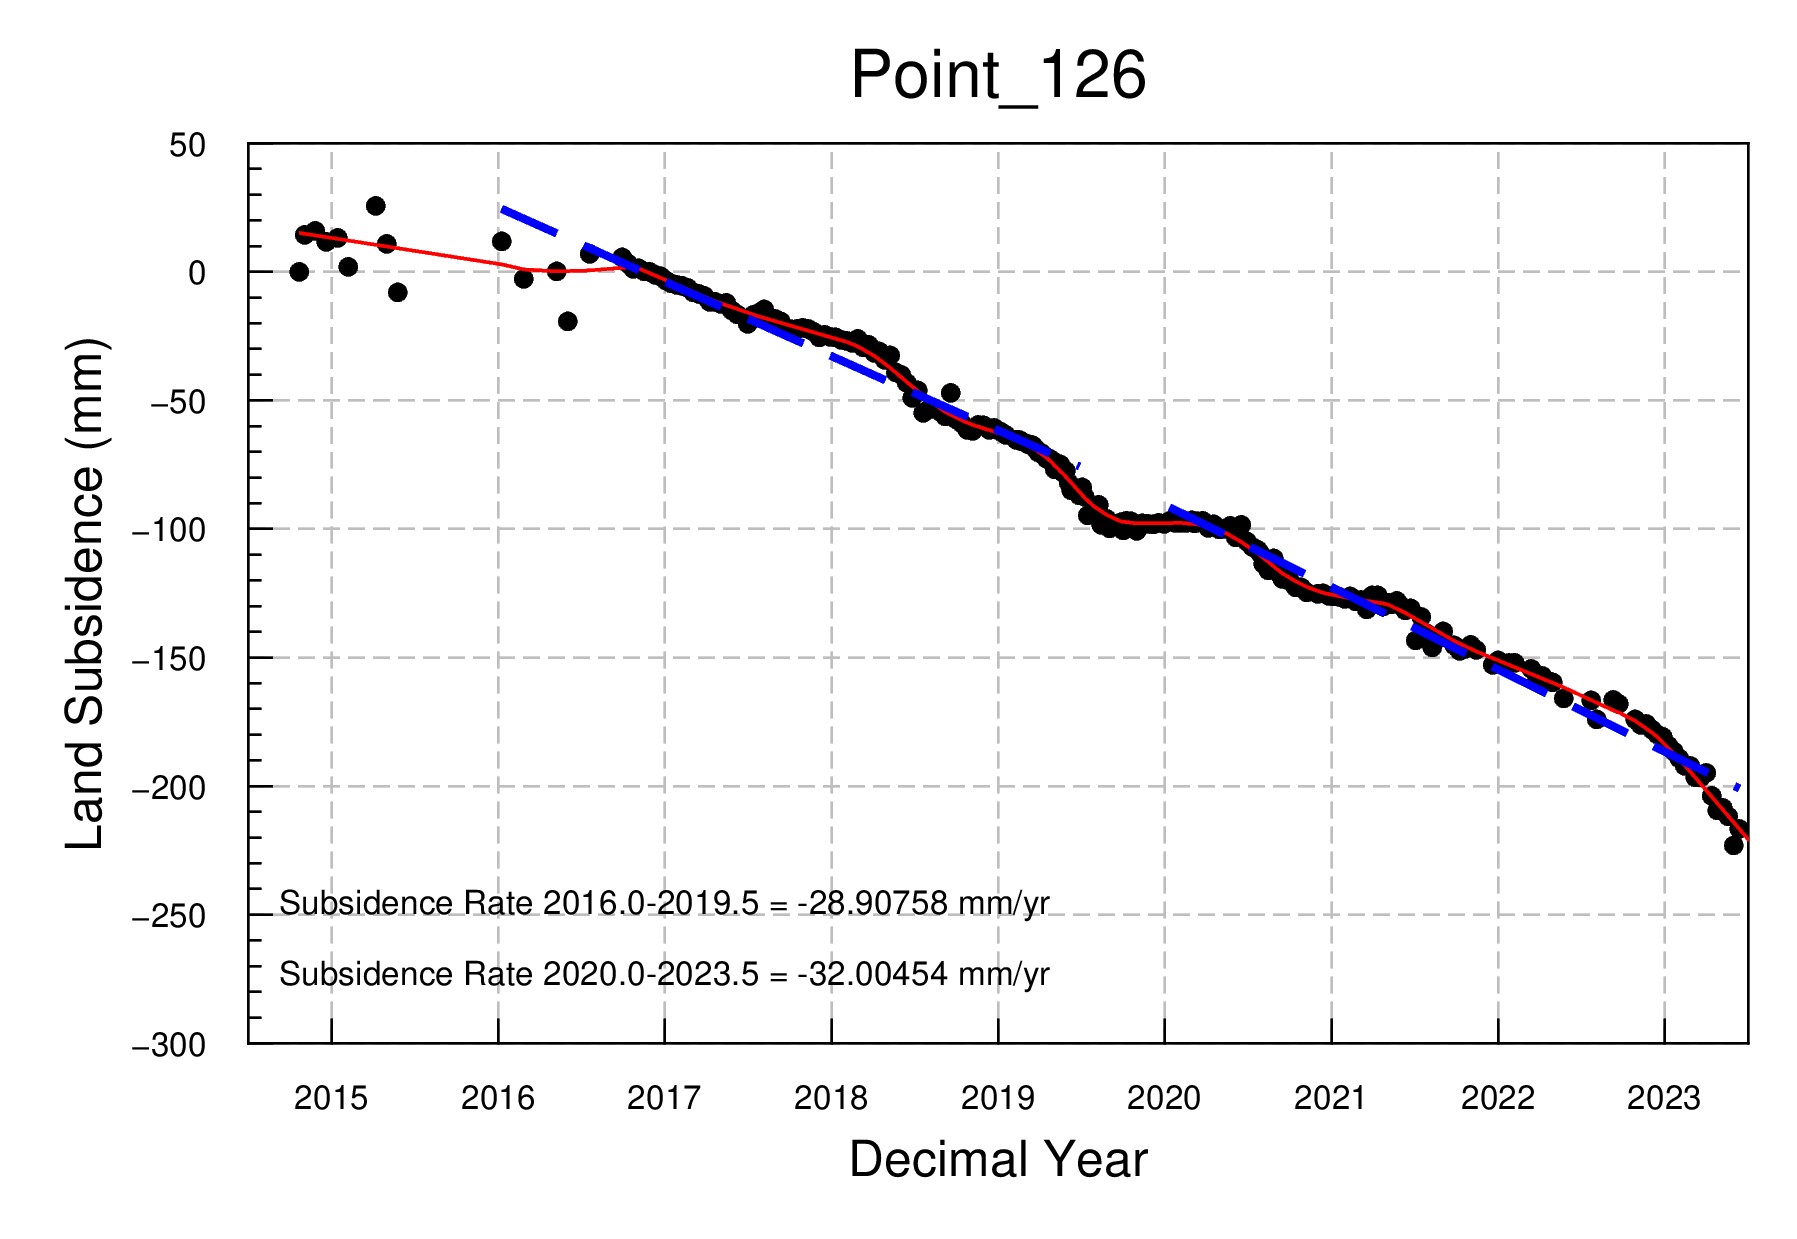 Point_126
50
0
−50
−100
−150
−200
−250
−300
Land Subsidence (mm)
Subsidence Rate 2016.0-2019.5 = -28.90758 mm/yr
Subsidence Rate 2020.0-2023.5 = -32.00454 mm/yr
2015 2016 2017 2018 2019 2020 2021 2022 2023
Decimal Year